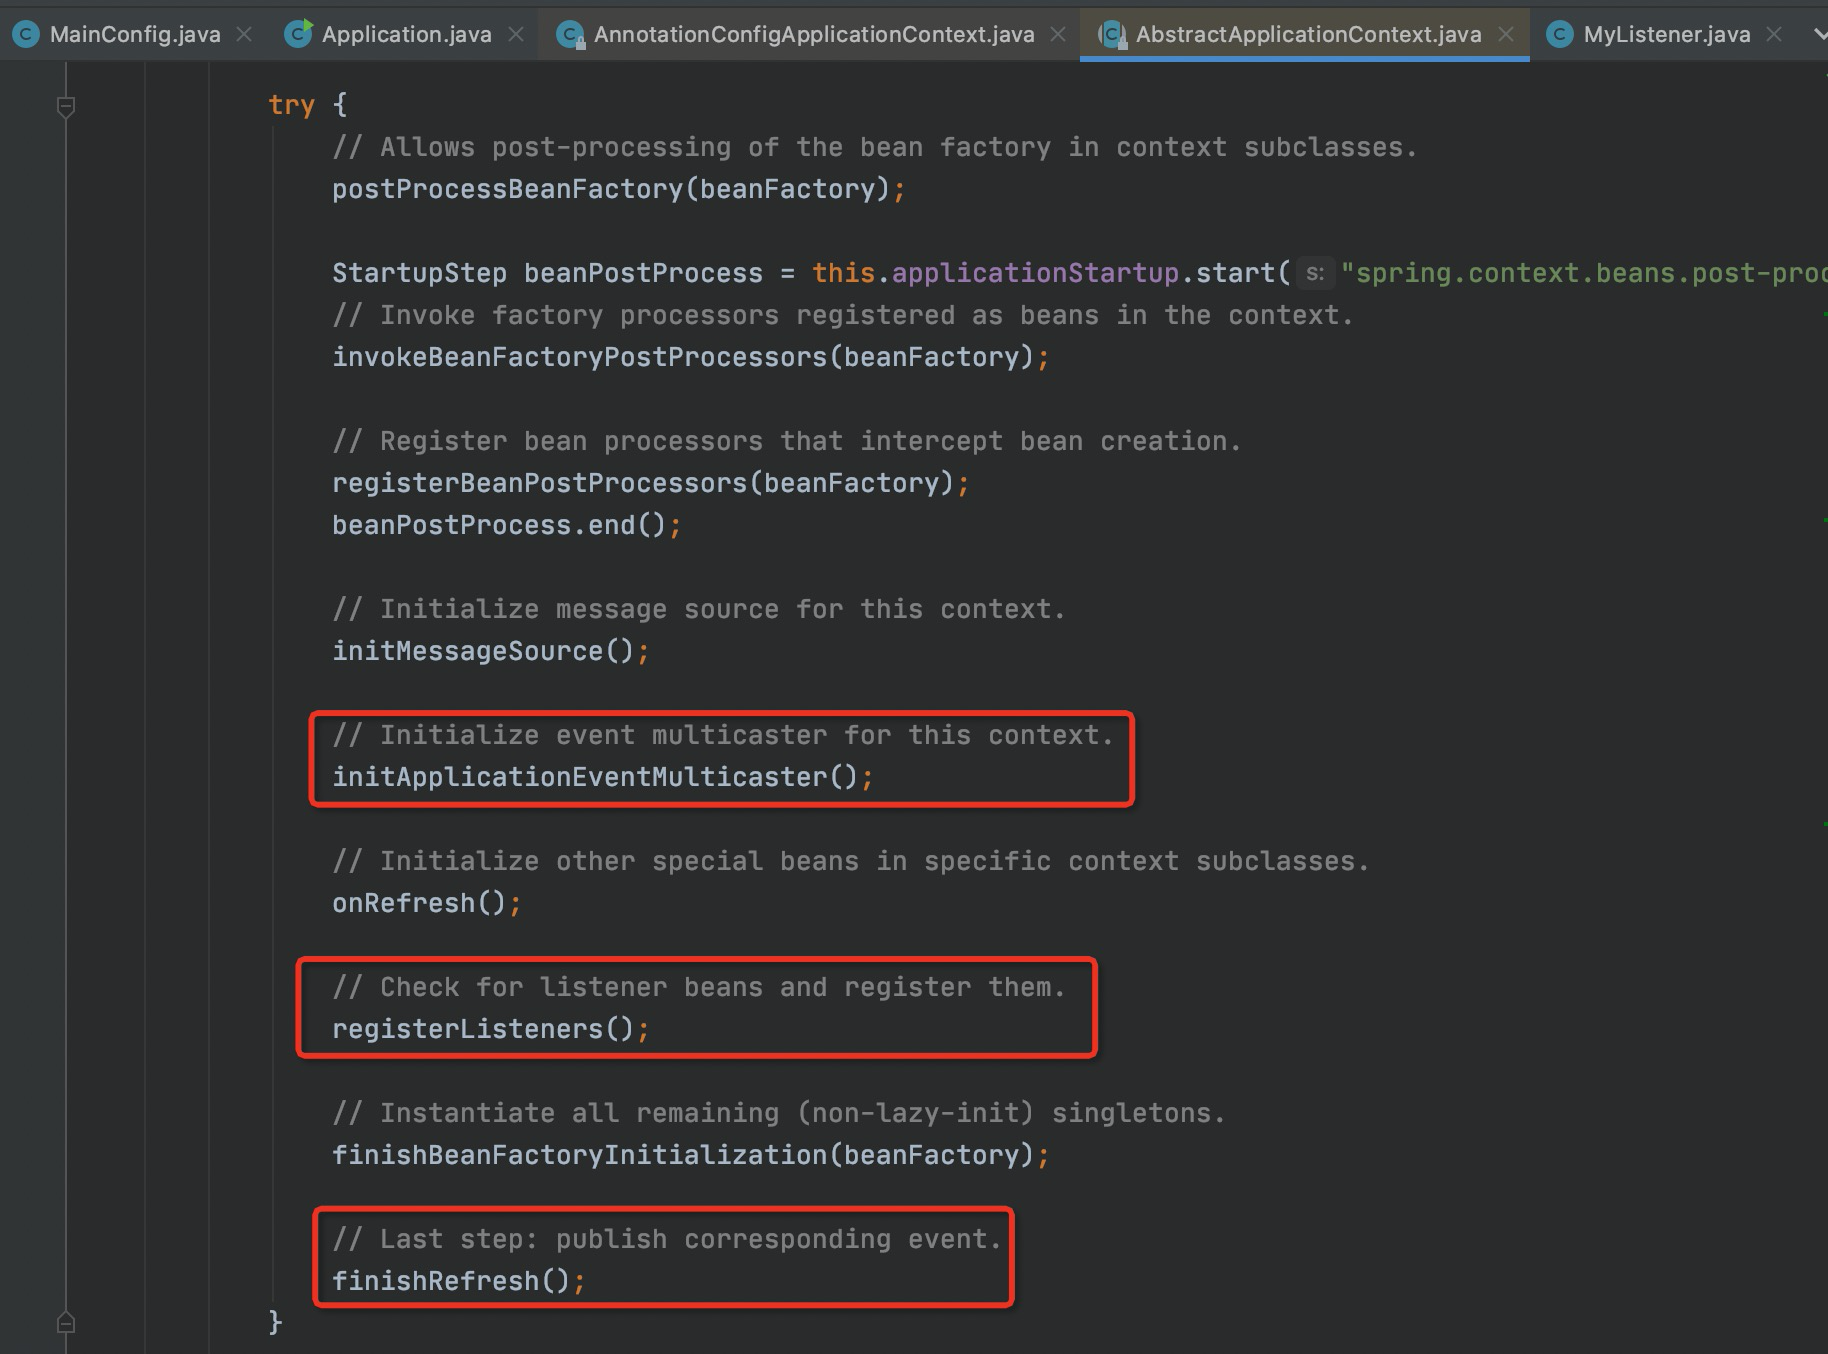 MainConfig.java Application.java AnnotationConfigApplicationContext.java AbstractApplicationContext.java MyListener.java
try {
// Allows post-processing of the bean factory in context subclasses.
postProcessBeanFactory(beanFactory);
StartupStep beanPostProcess = this.applicationStartup.start( s: "spring.context.beans.post-proc
// Invoke factory processors registered as beans in the context.
invokeBeanFactoryPostProcessors(beanFactory);
// Register bean processors that intercept bean creation.
registerBeanPostProcessors(beanFactory);
beanPostProcess.end();
// Initialize message source for this context.
initMessageSource();
// Initialize event multicaster for this context.
initApplicationEventMulticaster();
// Initialize other special beans in specific context subclasses.
onRefresh();
// Check for listener beans and register them.
registerListeners();
// Instantiate all remaining (non-lazy-init) singletons.
finishBeanFactoryInitialization(beanFactory);
// Last step: publish corresponding event.
finishRefresh();
}